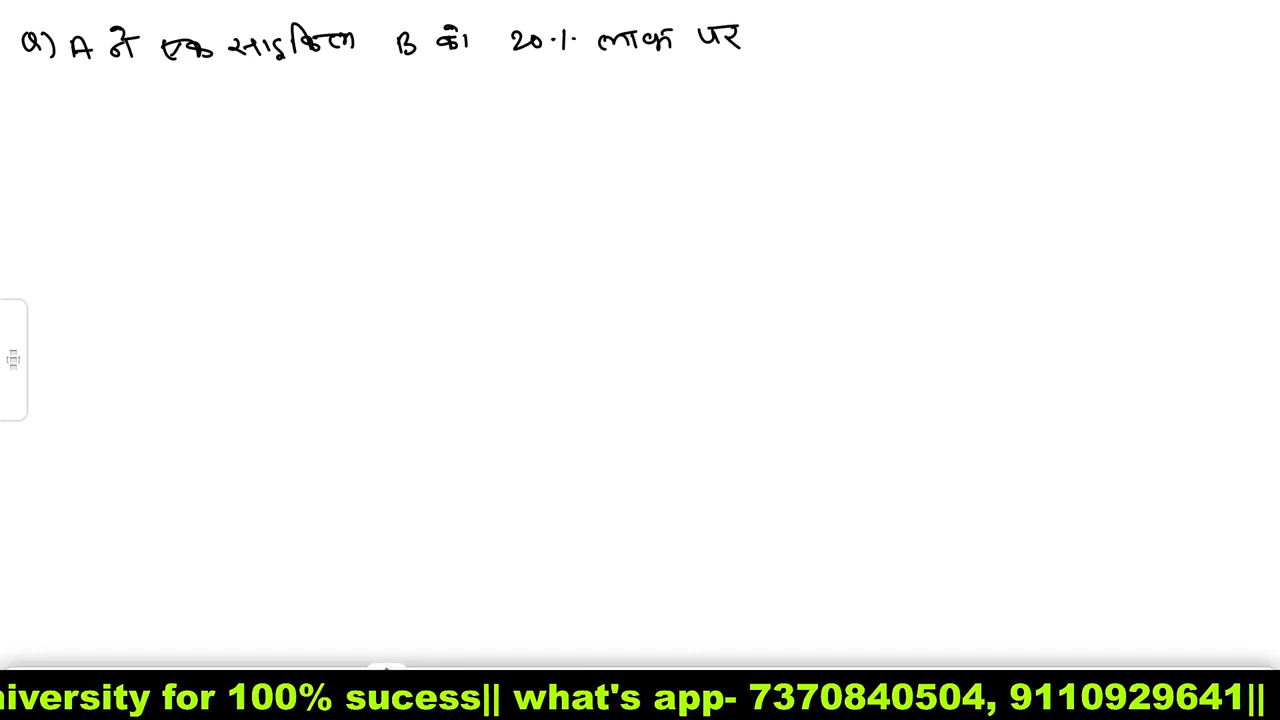 Q) A ने एक साइकिल B को 20% लाभ पर
niversity for 100% sucess|| what's app- 7370840504, 9110929641||